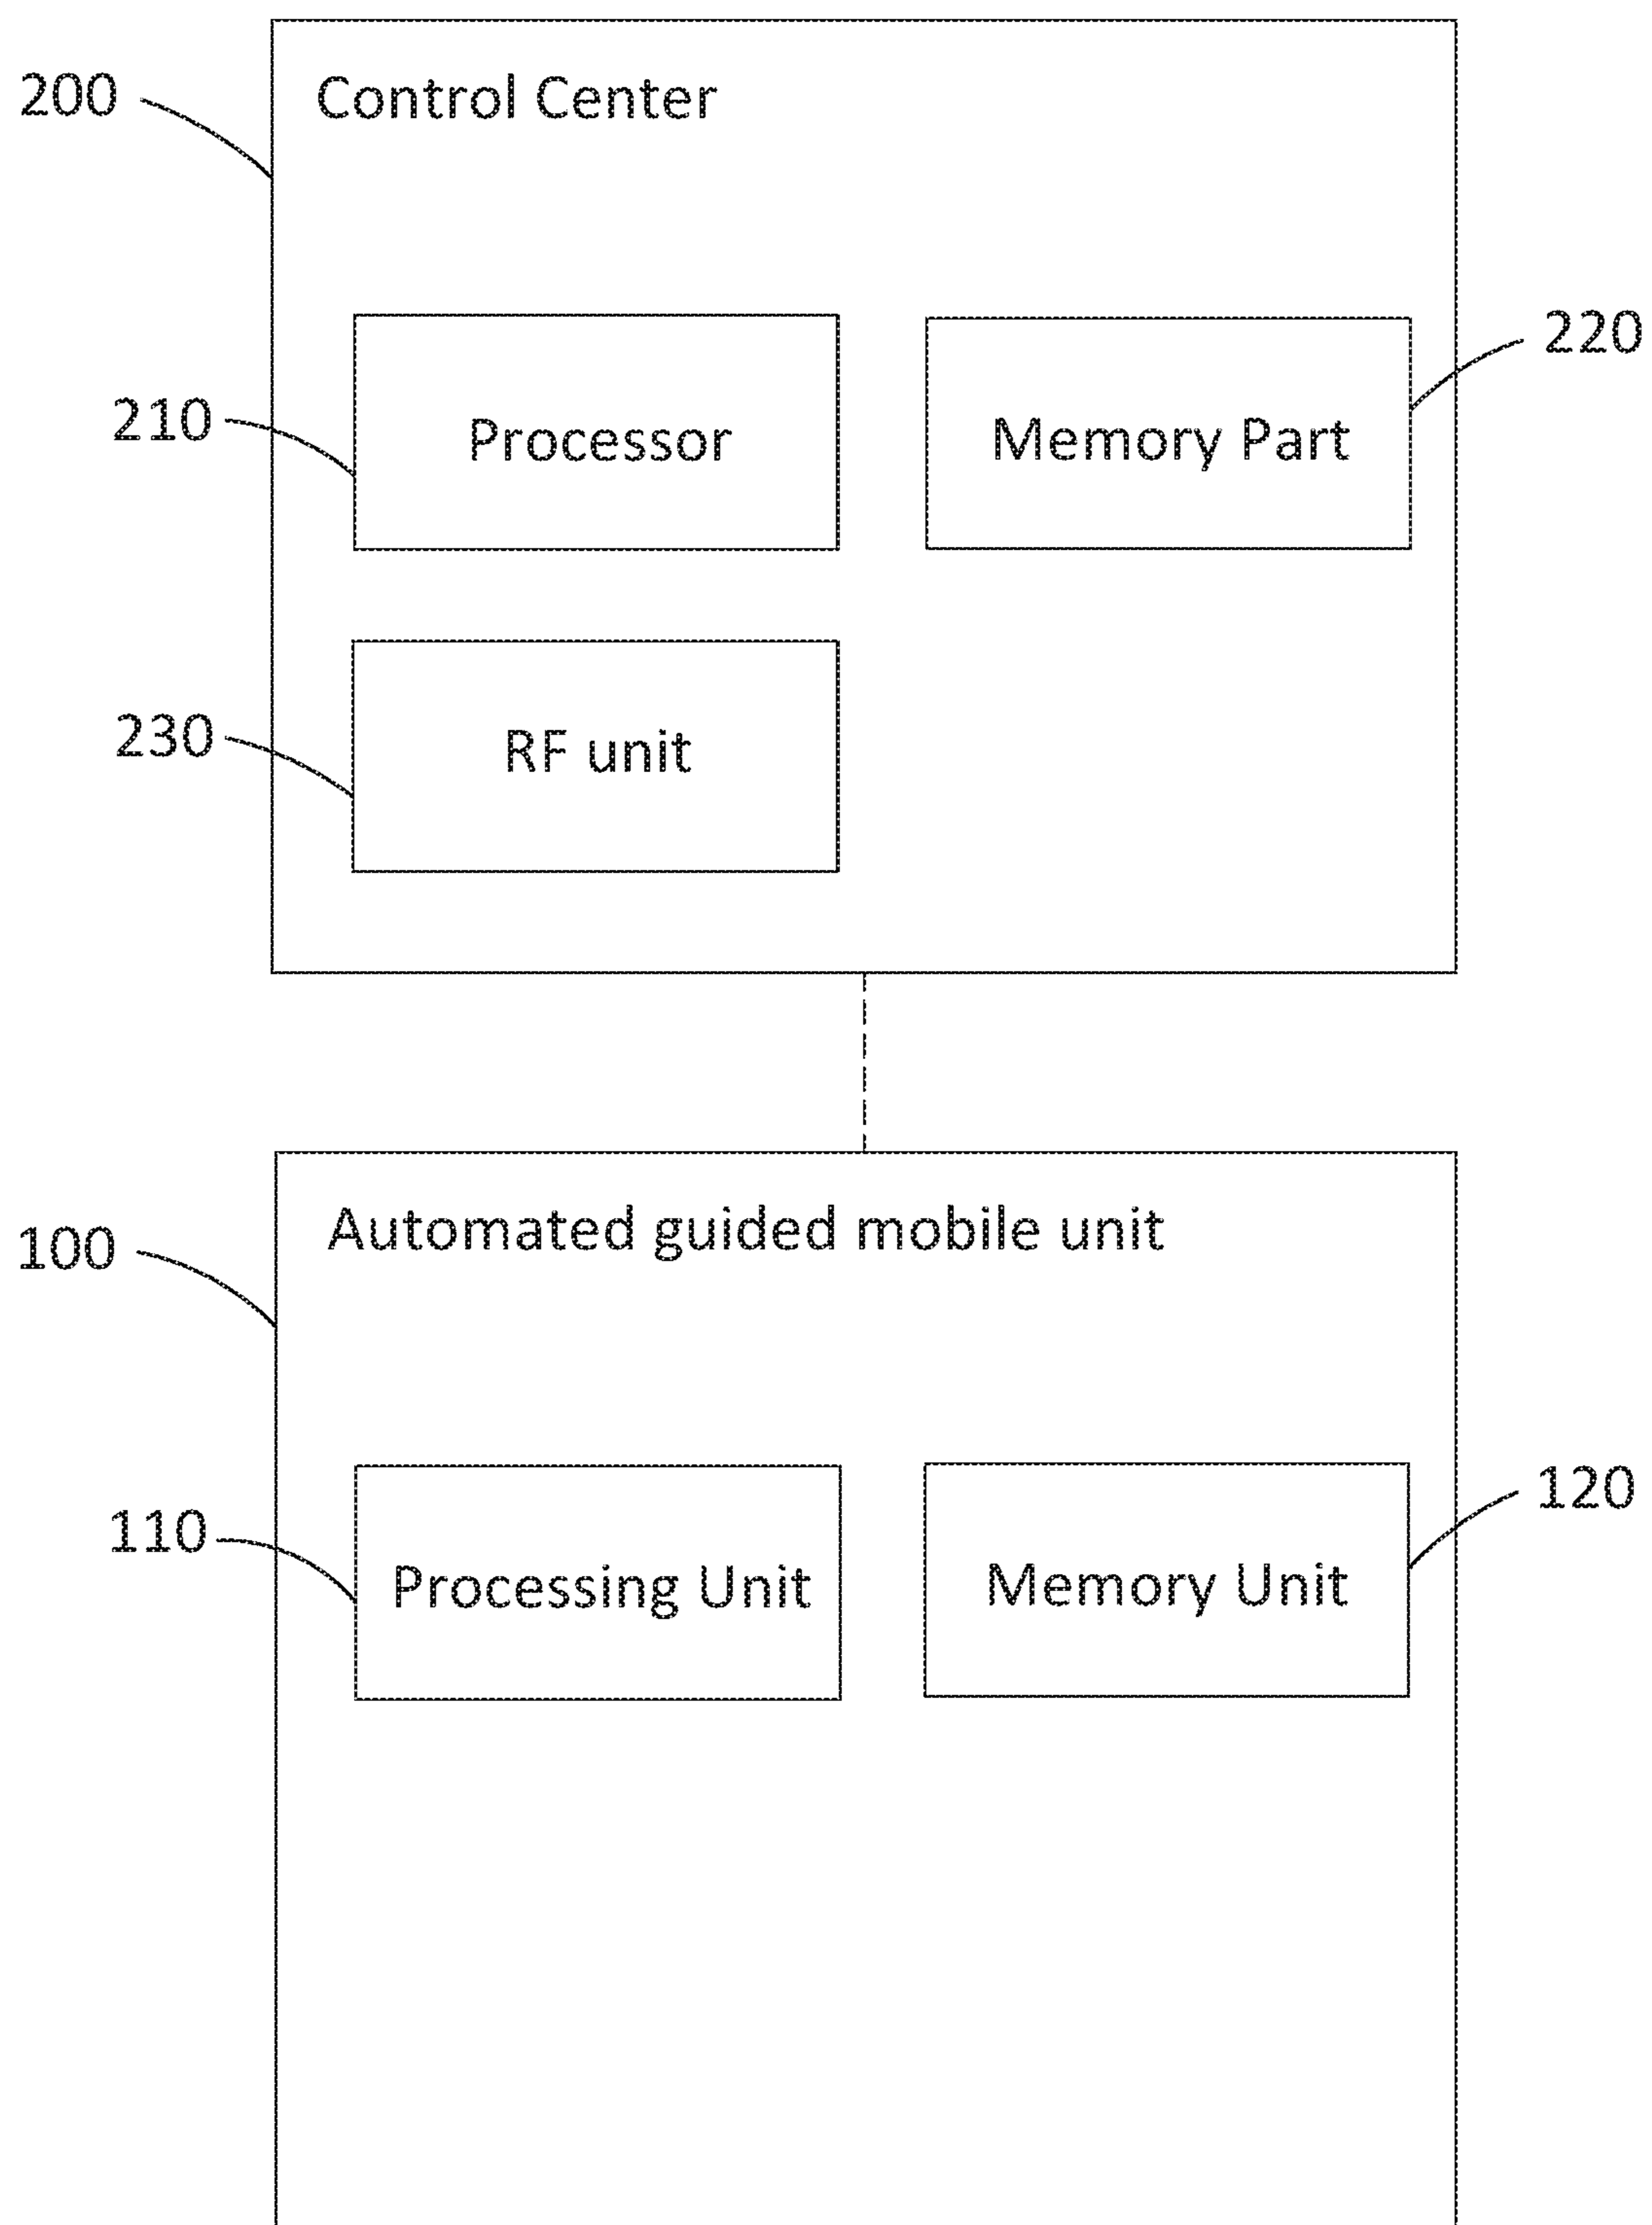 200
Control Center
220
210
Processor
Memory Part
230
RF unit
100
Automated guided mobile unit
120
110
Processing Unit
Memory Unit